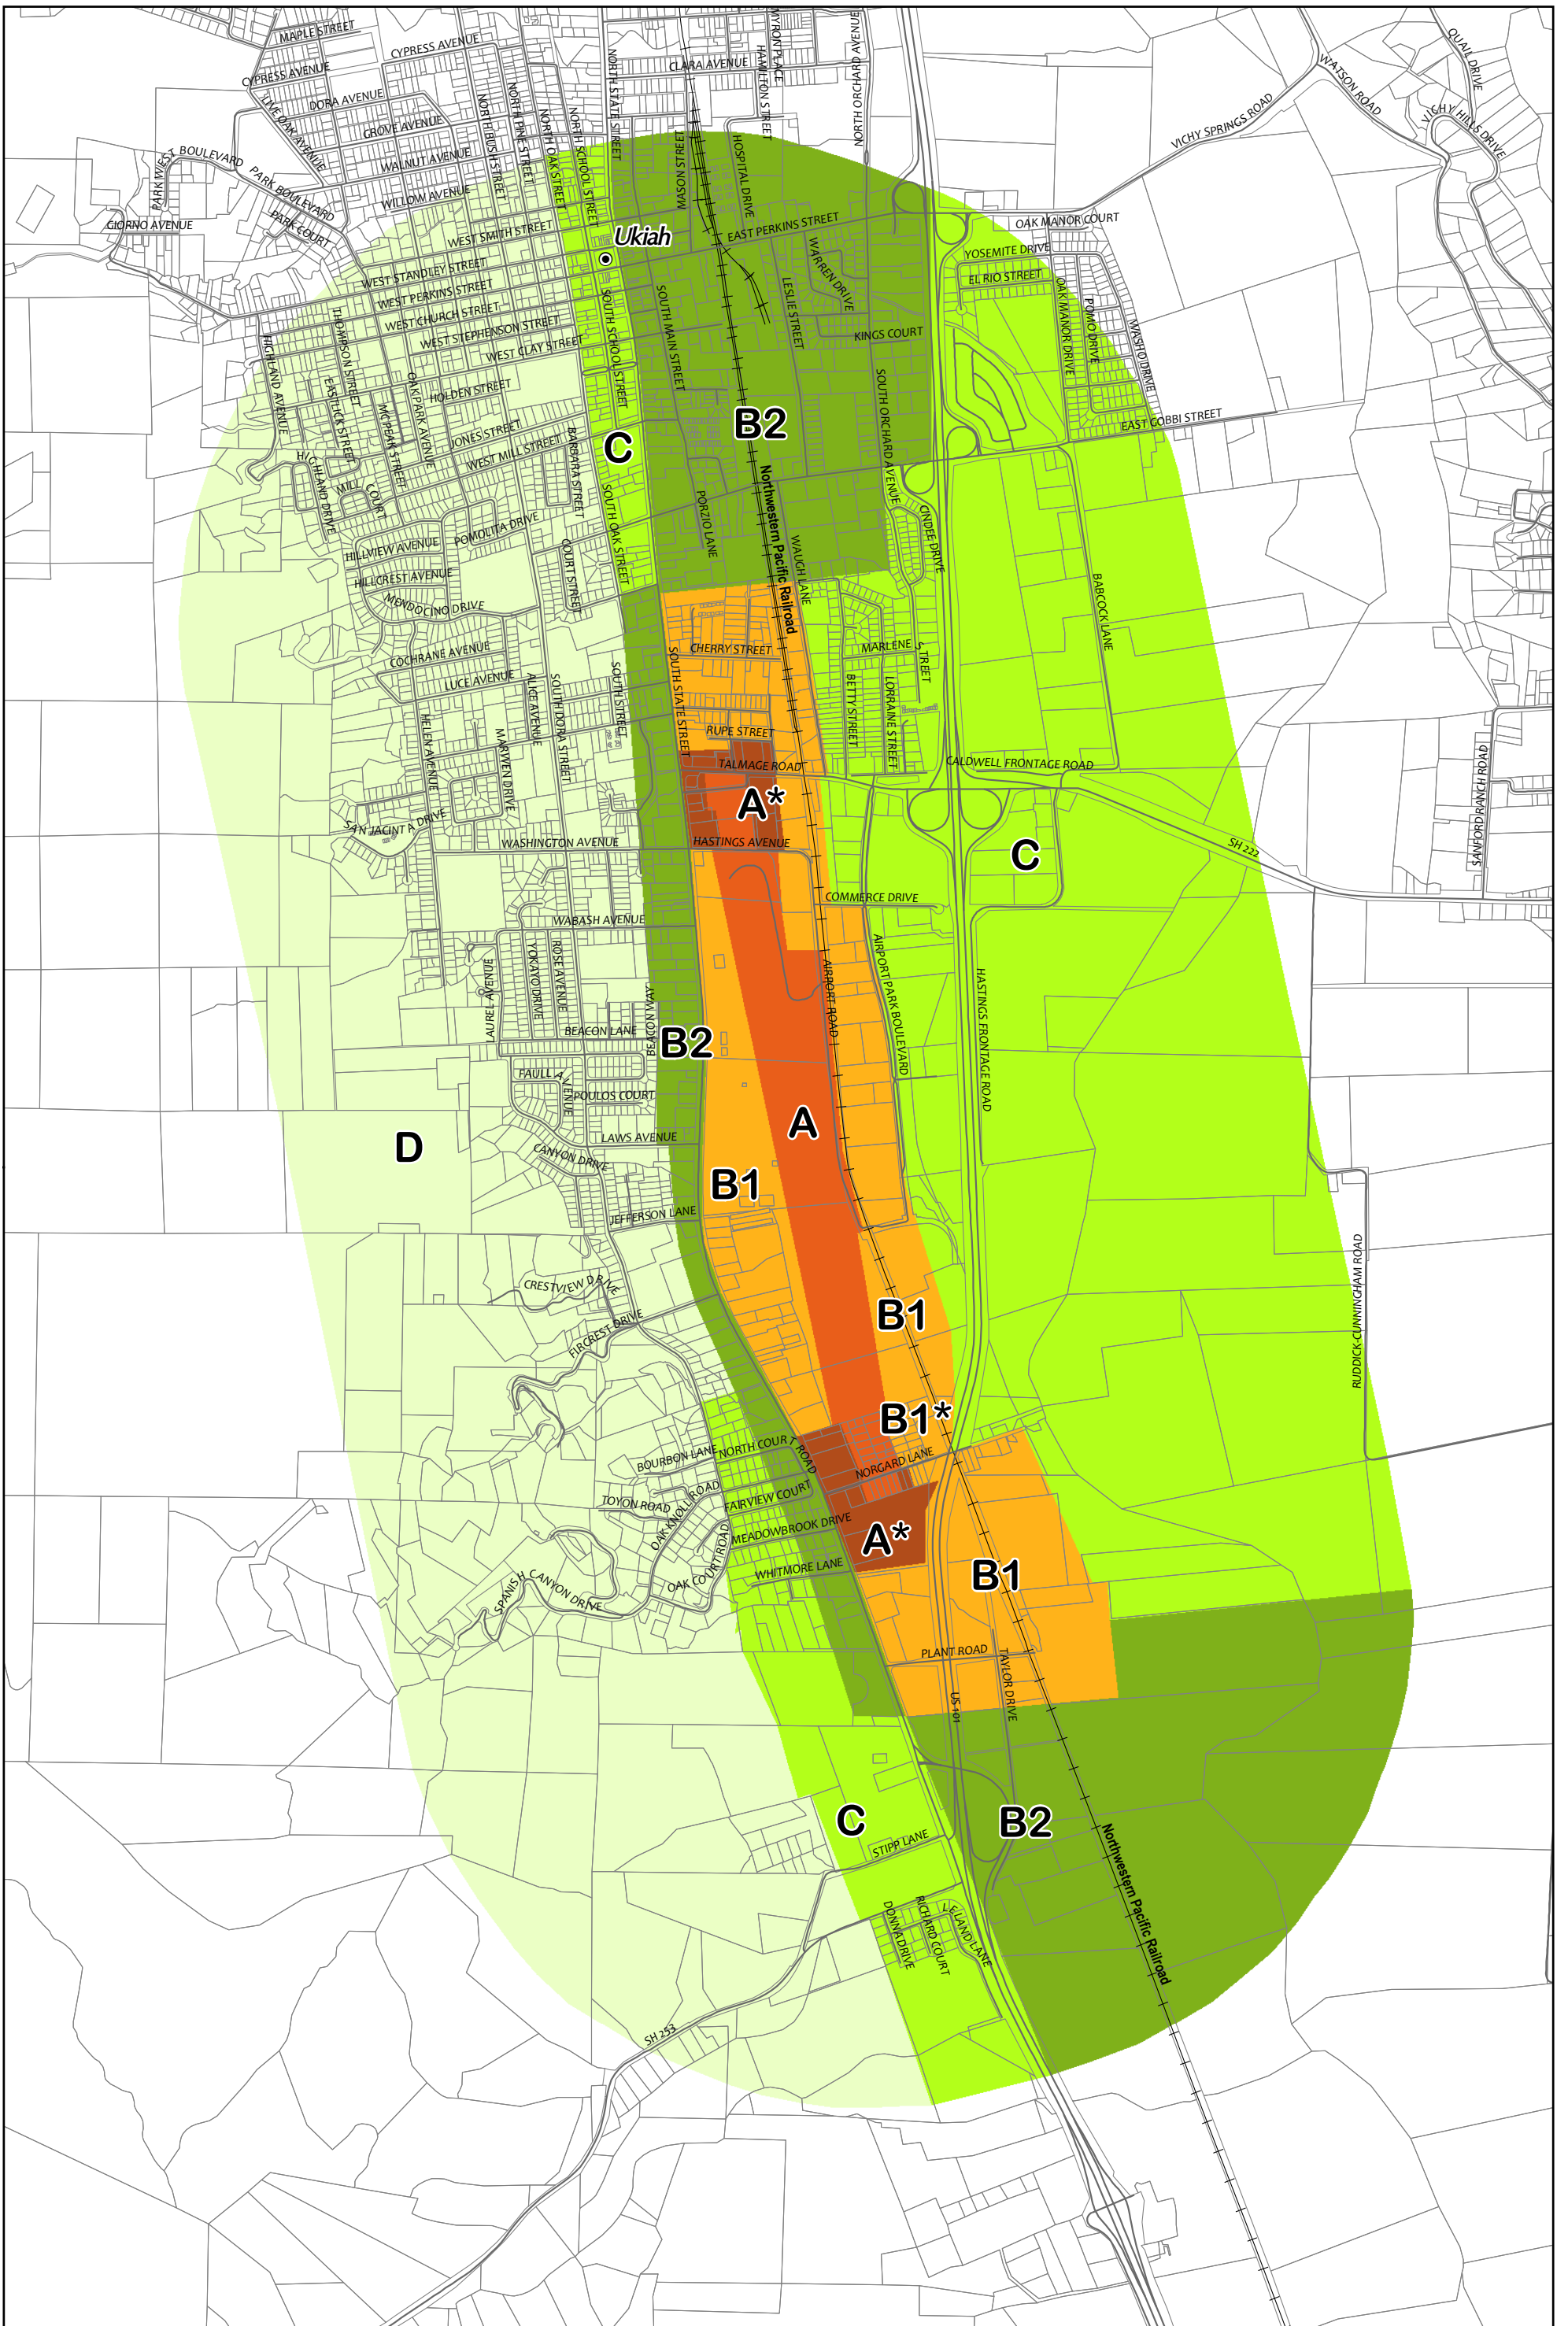 MAPLE STREET
CYPRESS AVENUE
CYPRESS AVENUE
CLARA AVENUE
MYRON PLACE
HAMILTON STREET
NORTH ORCHARD AVENUE
NORTH STATE STREET
QUAIL DRIVE
WATSON ROAD
VICHY HILLS DRIVE
VICHY SPRINGS ROAD
LIVE OAK AVENUE
DORA AVENUE
GROVE AVENUE
WALNUT AVENUE
WILLOW AVENUE
NORTH BUSH STREET
NORTH PINE STREET
NORTH OAK STREET
NORTH SCHOOL STREET
MASON STREET
HOSPITAL DRIVE
PARK WEST BOULEVARD
PARK BOULEVARD
PARK COURT
GIORNO AVENUE
WEST SMITH STREET
Ukiah
EAST PERKINS STREET
OAK MANOR COURT
YOSEMITE DRIVE
EL RIO STREET
WEST STANDLEY STREET
WEST PERKINS STREET
WEST CHURCH STREET
WEST STEPHENSON STREET
WEST CLAY STREET
WARREN DRIVE
LESLIE STREET
KINGS COURT
OAK MANOR DRIVE
POMO DRIVE
WASHO DRIVE
SOUTH SCHOOL STREET
SOUTH MAIN STREET
HIGHLAND AVENUE
THOMPSON STREET
EASTLICK STREET
MCPEAK STREET
OAK PARK AVENUE
HOLDEN STREET
JONES STREET
WEST MILL STREET
BARBARA STREET
SOUTH ORCHARD AVENUE
EAST GOBBI STREET
B2
C
HIGHLAND DRIVE
MILL COURT
SOUTH OAK STREET
PORZIO LANE
Northwestern Pacific Railroad
WAUGH LANE
CINDEE DRIVE
BABCOCK LANE
HILLVIEW AVENUE
POMOLITA DRIVE
HILLCREST AVENUE
COURT STREET
MENDOCINO DRIVE
COCHRANE AVENUE
LUCE AVENUE
CHERRY STREET
MARLENE STREET
BETTY STREET
LORRAINE STREET
HELEN AVENUE
ALICE AVENUE
SOUTH DORA STREET
SOUTH STREET
SOUTH STATE STREET
RUPE STREET
MARWEN DRIVE
TALMAGE ROAD
CALDWELL FRONTAGE ROAD
SANFORD RANCH ROAD
A*
SAN JACINTA DRIVE
WASHINGTON AVENUE
HASTINGS AVENUE
C
SH 222
COMMERCE DRIVE
WABASH AVENUE
LAUREL AVENUE
YOKAYO DRIVE
ROSE AVENUE
AIRPORT ROAD
AIRPORT PARK BOULEVARD
HASTINGS FRONTAGE ROAD
BEACON LANE
BEACON WAY
B2
FAULL AVENUE
POULOS COURT
A
LAWS AVENUE
D
CANYON DRIVE
B1
JEFFERSON LANE
RUDDICK-CUNNINGHAM ROAD
CRESTVIEW DRIVE
B1
FIRCREST DRIVE
B1*
BOURBON LANE
NORTH COURT ROAD
NORGARD LANE
TOYON ROAD
OAK KNOLL ROAD
FAIRVIEW COURT
MEADOWBROOK DRIVE
A*
WHITMORE LANE
B1
OAK COURT ROAD
SPANISH CANYON DRIVE
PLANT ROAD
TAYLOR DRIVE
US 101
C
B2
STIPP LANE
DONNA DRIVE
RICHARD COURT
LELAND LANE
Northwestern Pacific Railroad
SH 253